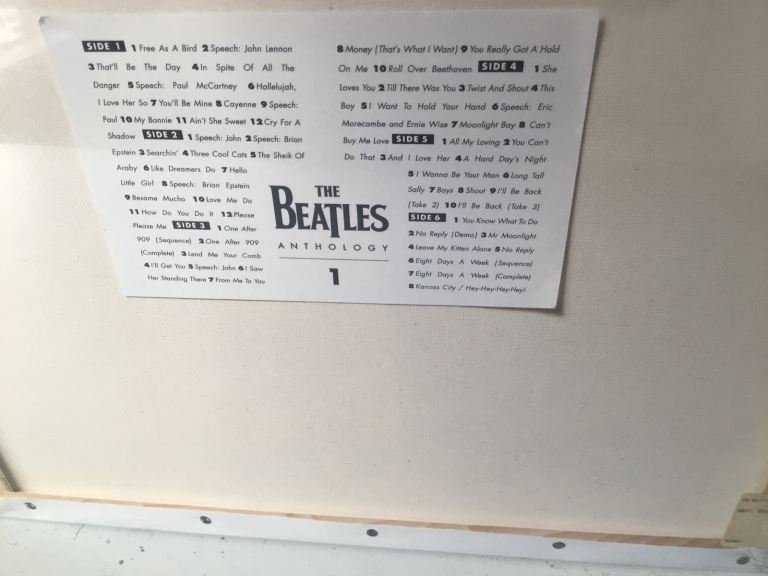 SIDE 1 1 Free As A Bird 2 Speech: John Lennon
3 That'll Be The Day 4 In Spite Of All The
Danger 5 Speech: Paul McCartney 6 Hallelujah,
I Love Her So 7 You'll Be Mine 8 Cayenne 9 Speech:
Paul 10 My Bonnie 11 Ain't She Sweet 12 Cry For A
Shadow SIDE 2 1 Speech: John 2 Speech: Brian
Epstein 3 Searchin' 4 Three Cool Cats 5 The Sheik Of
Araby 6 Like Dreamers Do 7 Hello
Little Girl 8 Speech: Brian Epstein
9 Besame Mucho 10 Love Me Do
11 How Do You Do It 12 Please
Please Me SIDE 3 1 One After
909 (Sequence) 2 One After 909
(Complete) 3 Lend Me Your Comb
4 I'll Get You 5 Speech: John 6 I Saw
Her Standing There 7 From Me To You
8 Money (That's What I Want) 9 You Really Got A Hold
On Me 10 Roll Over Beethoven SIDE 4 1 She
Loves You 2 Till There Was You 3 Twist And Shout 4 This
Boy 5 I Want To Hold Your Hand 6 Speech: Eric
Morecambe and Ernie Wise 7 Moonlight Bay 8 Can't
Buy Me Love SIDE 5 1 All My Loving 2 You Can't
Do That 3 And I Love Her 4 A Hard Day's Night
5 I Wanna Be Your Man 6 Long Tall
Sally 7 Boys 8 Shout 9 I'll Be Back
(Take 2) 10 I'll Be Back (Take 3)
SIDE 6 1 You Know What To Do
2 No Reply (Demo) 3 Mr Moonlight
4 Leave My Kitten Alone 5 No Reply
6 Eight Days A Week (Sequence)
7 Eight Days A Week (Complete)
8 Kansas City / Hey-Hey-Hey-Hey!
THE
BEATLES
ANTHOLOGY
1